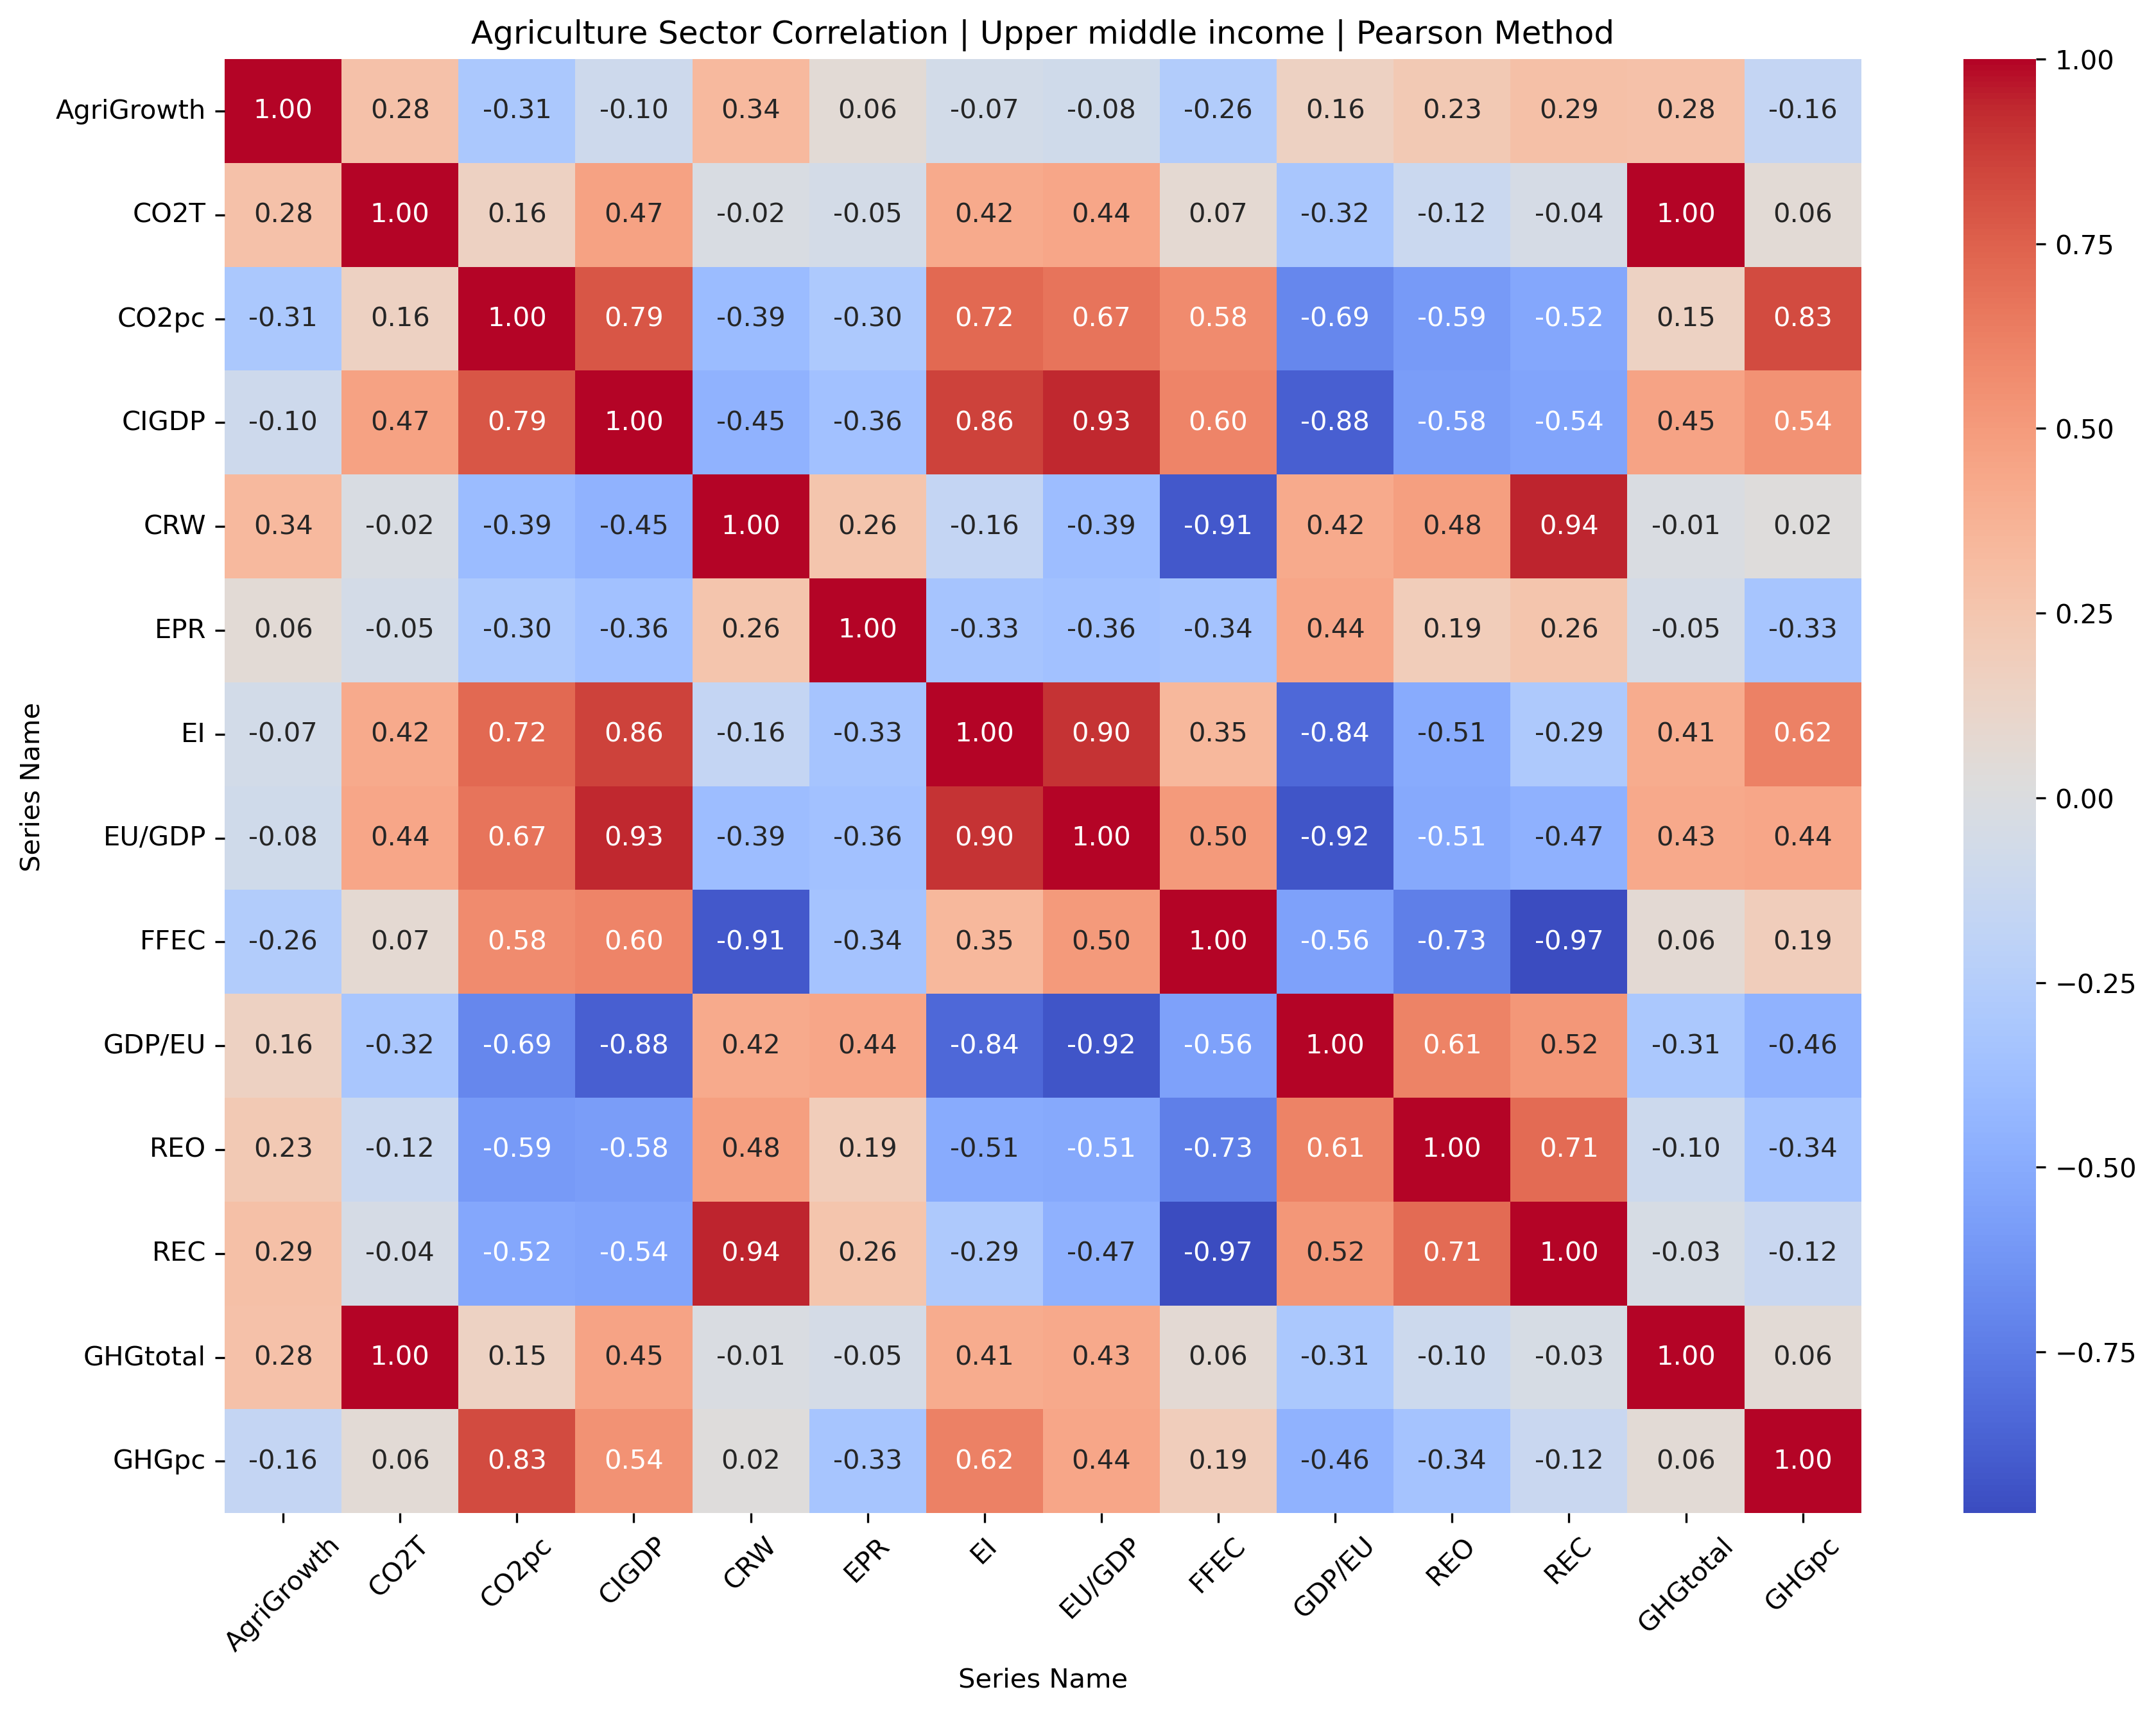 Agriculture Sector Correlation | Upper middle income | Pearson Method
AgriGrowth 1.00 0.28 -0.31 -0.10 0.34 0.06 -0.07 -0.08 -0.26 0.16 0.23 0.29 0.28 -0.16
CO2T 0.28 1.00 0.16 0.47 -0.02 -0.05 0.42 0.44 0.07 -0.32 -0.12 -0.04 1.00 0.06
CO2pc -0.31 0.16 1.00 0.79 -0.39 -0.30 0.72 0.67 0.58 -0.69 -0.59 -0.52 0.15 0.83
CIGDP -0.10 0.47 0.79 1.00 -0.45 -0.36 0.86 0.93 0.60 -0.88 -0.58 -0.54 0.45 0.54
CRW 0.34 -0.02 -0.39 -0.45 1.00 0.26 -0.16 -0.39 -0.91 0.42 0.48 0.94 -0.01 0.02
EPR 0.06 -0.05 -0.30 -0.36 0.26 1.00 -0.33 -0.36 -0.34 0.44 0.19 0.26 -0.05 -0.33
EI -0.07 0.42 0.72 0.86 -0.16 -0.33 1.00 0.90 0.35 -0.84 -0.51 -0.29 0.41 0.62
EU/GDP -0.08 0.44 0.67 0.93 -0.39 -0.36 0.90 1.00 0.50 -0.92 -0.51 -0.47 0.43 0.44
FFEC -0.26 0.07 0.58 0.60 -0.91 -0.34 0.35 0.50 1.00 -0.56 -0.73 -0.97 0.06 0.19
GDP/EU 0.16 -0.32 -0.69 -0.88 0.42 0.44 -0.84 -0.92 -0.56 1.00 0.61 0.52 -0.31 -0.46
REO 0.23 -0.12 -0.59 -0.58 0.48 0.19 -0.51 -0.51 -0.73 0.61 1.00 0.71 -0.10 -0.34
REC 0.29 -0.04 -0.52 -0.54 0.94 0.26 -0.29 -0.47 -0.97 0.52 0.71 1.00 -0.03 -0.12
GHGtotal 0.28 1.00 0.15 0.45 -0.01 -0.05 0.41 0.43 0.06 -0.31 -0.10 -0.03 1.00 0.06
GHGpc -0.16 0.06 0.83 0.54 0.02 -0.33 0.62 0.44 0.19 -0.46 -0.34 -0.12 0.06 1.00
AgriGrowth CO2T CO2pc CIGDP CRW EPR EI EU/GDP FFEC GDP/EU REO REC GHGtotal GHGpc
Series Name
Series Name
1.00
0.75
0.50
0.25
0.00
−0.25
−0.50
−0.75